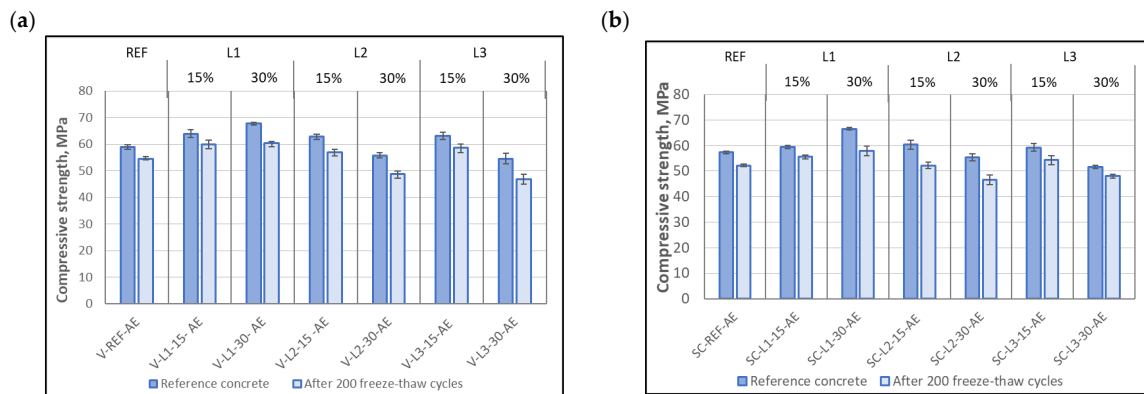 (a)
REF L1 L2 L3
15% 30% 15% 30% 15% 30%
Compressive strength, MPa
80
70
60
50
40
30
20
10
0
V-REF-AE V-L1-15- AE V-L1-30- AE V-L2-15 -AE V-L2-30-AE V-L3-15-AE V-L3-30-AE
Reference concrete After 200 freeze-thaw cycles
(b)
REF L1 L2 L3
15% 30% 15% 30% 15% 30%
Compressive strength, MPa
80
70
60
50
40
30
20
10
0
SC-REF-AE SC-L1-15-AE SC-L1-30-AE SC-L2-15-AE SC-L2-30-AE SC-L3-15-AE SC-L3-30-AE
Reference concrete After 200 freeze-thaw cycles